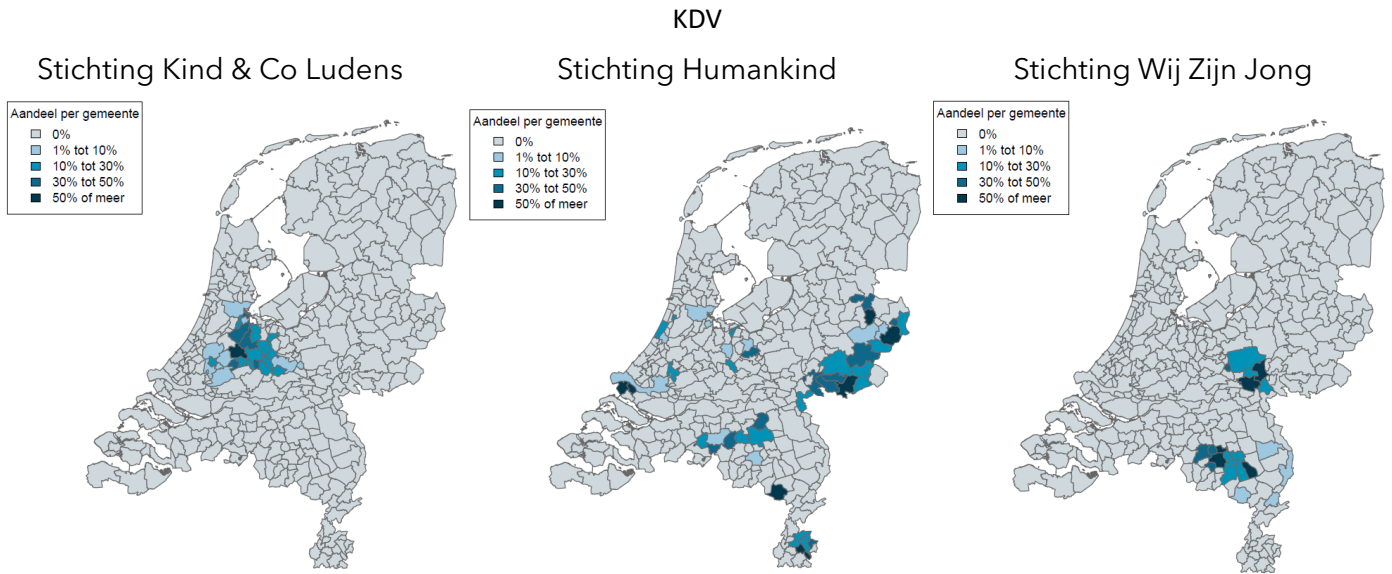 KDV
Stichting Kind & Co Ludens
Stichting Humankind
Stichting Wij Zijn Jong
Aandeel per gemeente
0%
1% tot 10%
10% tot 30%
30% tot 50%
50% of meer
Aandeel per gemeente
0%
1% tot 10%
10% tot 30%
30% tot 50%
50% of meer
Aandeel per gemeente
0%
1% tot 10%
10% tot 30%
30% tot 50%
50% of meer